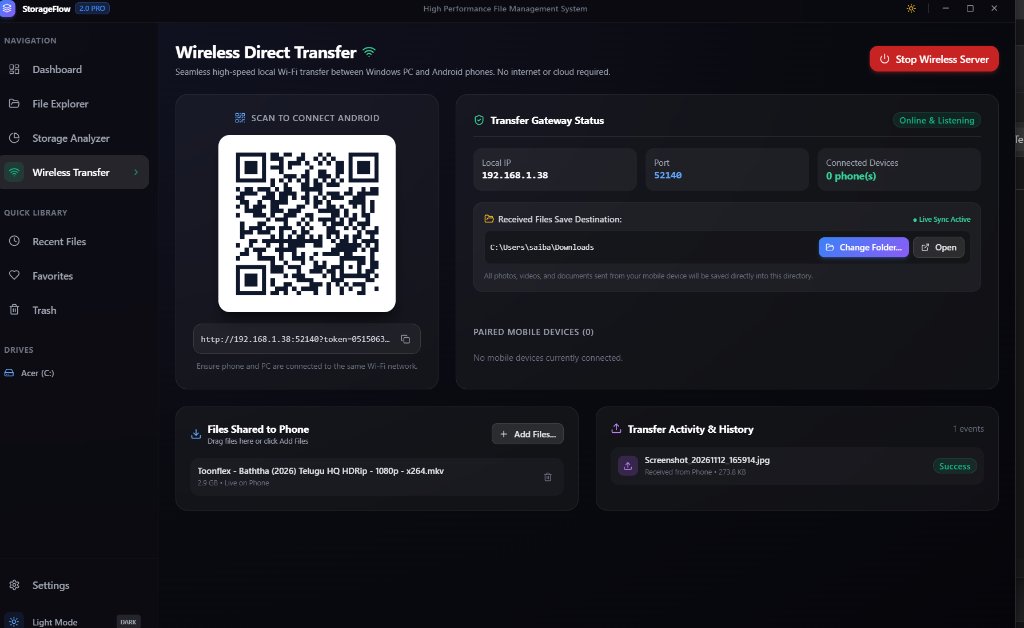 StorageFlow 2.0 PRO
High Performance File Management System
NAVIGATION
Dashboard
File Explorer
Storage Analyzer
Wireless Transfer
QUICK LIBRARY
Recent Files
Favorites
Trash
DRIVES
Acer (C:)
Settings
Light Mode DARK
Wireless Direct Transfer
Seamless high-speed local Wi-Fi transfer between Windows PC and Android phones. No internet or cloud required.
Stop Wireless Server
SCAN TO CONNECT ANDROID
http://192.168.1.38:52140?token=0515063…
Ensure phone and PC are connected to the same Wi-Fi network.
Transfer Gateway Status
Online & Listening
Local IP
192.168.1.38
Port
52140
Connected Devices
0 phone(s)
Received Files Save Destination:
● Live Sync Active
C:\Users\saiba\Downloads
Change Folder...
Open
All photos, videos, and documents sent from your mobile device will be saved directly into this directory.
PAIRED MOBILE DEVICES (0)
No mobile devices currently connected.
Files Shared to Phone
Drag files here or click Add Files
+ Add Files...
Toonflex - Baththa (2026) Telugu HQ HDRip - 1080p - x264.mkv
2.9 GB • Live on Phone
Transfer Activity & History
1 events
Screenshot_20261112_165914.jpg
Received from Phone • 273.6 KB
Success
Te